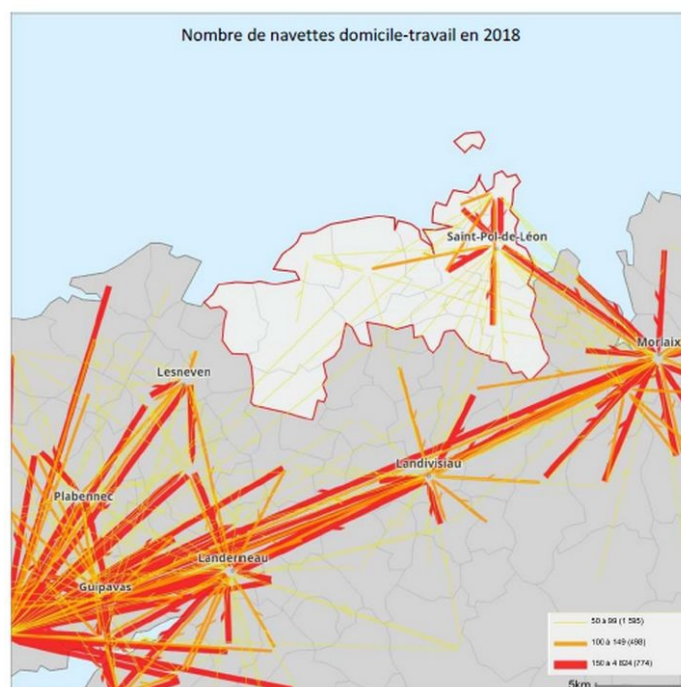 Nombre de navettes domicile-travail en 2018
Saint-Pol-de-Léon
Morlaix
Lesneven
Landivisiau
Plabennec
Landerneau
Guipavas
50 à 99 (1 595)
100 à 149 (498)
150 à 4 824 (774)
5km